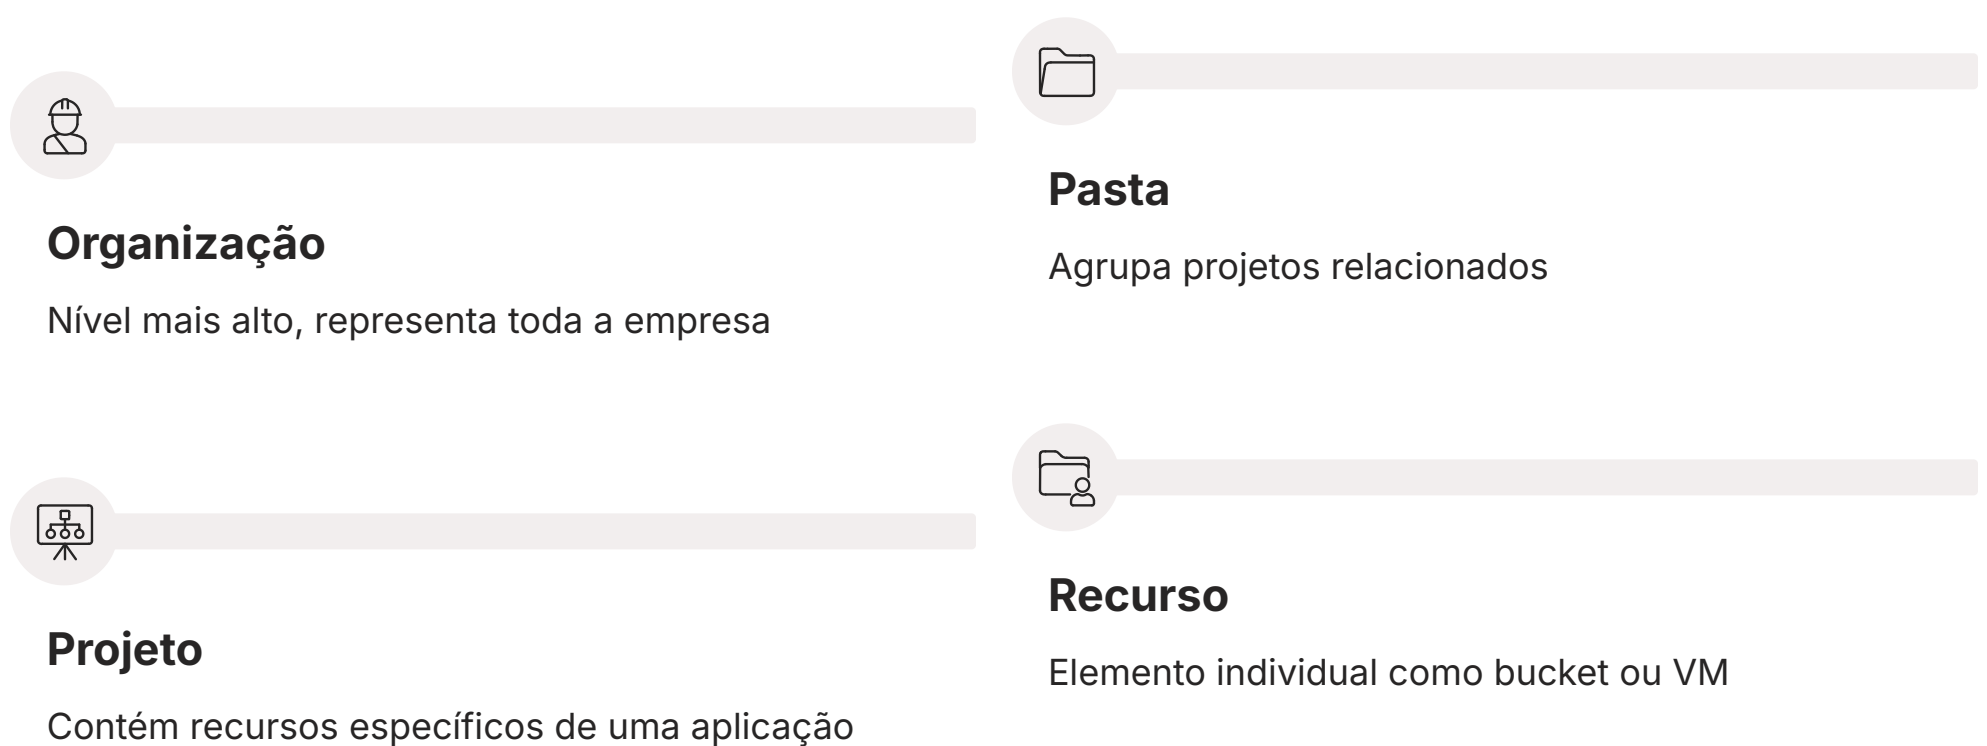 Organização
Nível mais alto, representa toda a empresa
Pasta
Agrupa projetos relacionados
Projeto
Contém recursos específicos de uma aplicação
Recurso
Elemento individual como bucket ou VM